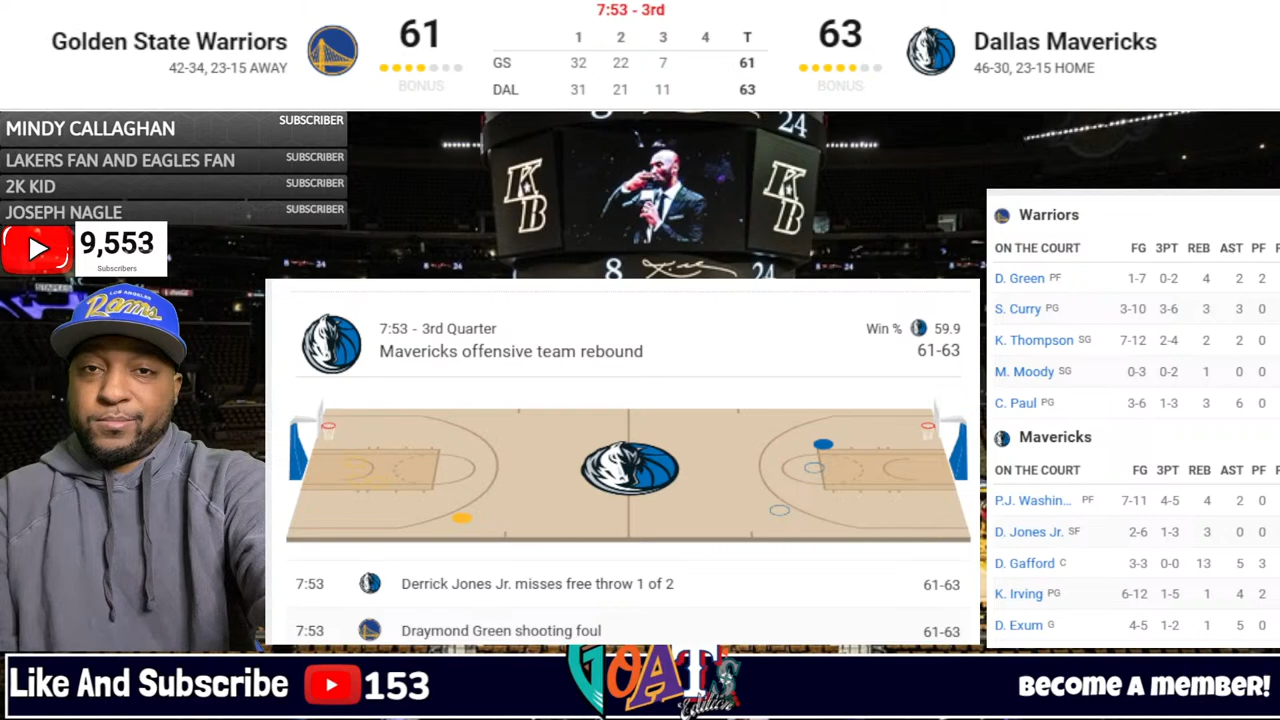 Golden State Warriors
42-34, 23-15 AWAY
61
BONUS
7:53 - 3rd
1 2 3 4 T
GS 32 22 7 61
DAL 31 21 11 63
63
BONUS
Dallas Mavericks
46-30, 23-15 HOME
MINDY CALLAGHAN SUBSCRIBER
LAKERS FAN AND EAGLES FAN SUBSCRIBER
2K KID SUBSCRIBER
JOSEPH NAGLE SUBSCRIBER
9,553
Subscribers
8
24
KB
KB
8 24
STAPLES
LOS ANGELES
Rams
7:53 - 3rd Quarter
Mavericks offensive team rebound
Win % 59.9
61-63
7:53 Derrick Jones Jr. misses free throw 1 of 2 61-63
7:53 Draymond Green shooting foul 61-63
Warriors
ON THE COURT FG 3PT REB AST PF
D. Green PF 1-7 0-2 4 2 2
S. Curry PG 3-10 3-6 3 3 0
K. Thompson SG 7-12 2-4 2 2 0
M. Moody SG 0-3 0-2 1 0 0
C. Paul PG 3-6 1-3 3 6 0
Mavericks
ON THE COURT FG 3PT REB AST PF
P.J. Washin... PF 7-11 4-5 4 2 0
D. Jones Jr. SF 2-6 1-3 3 0 0
D. Gafford C 3-3 0-0 13 5 3
K. Irving PG 6-12 1-5 1 4 2
D. Exum G 4-5 1-2 1 5 0
Like And Subscribe 153
GOATS
Edition
Become a member!